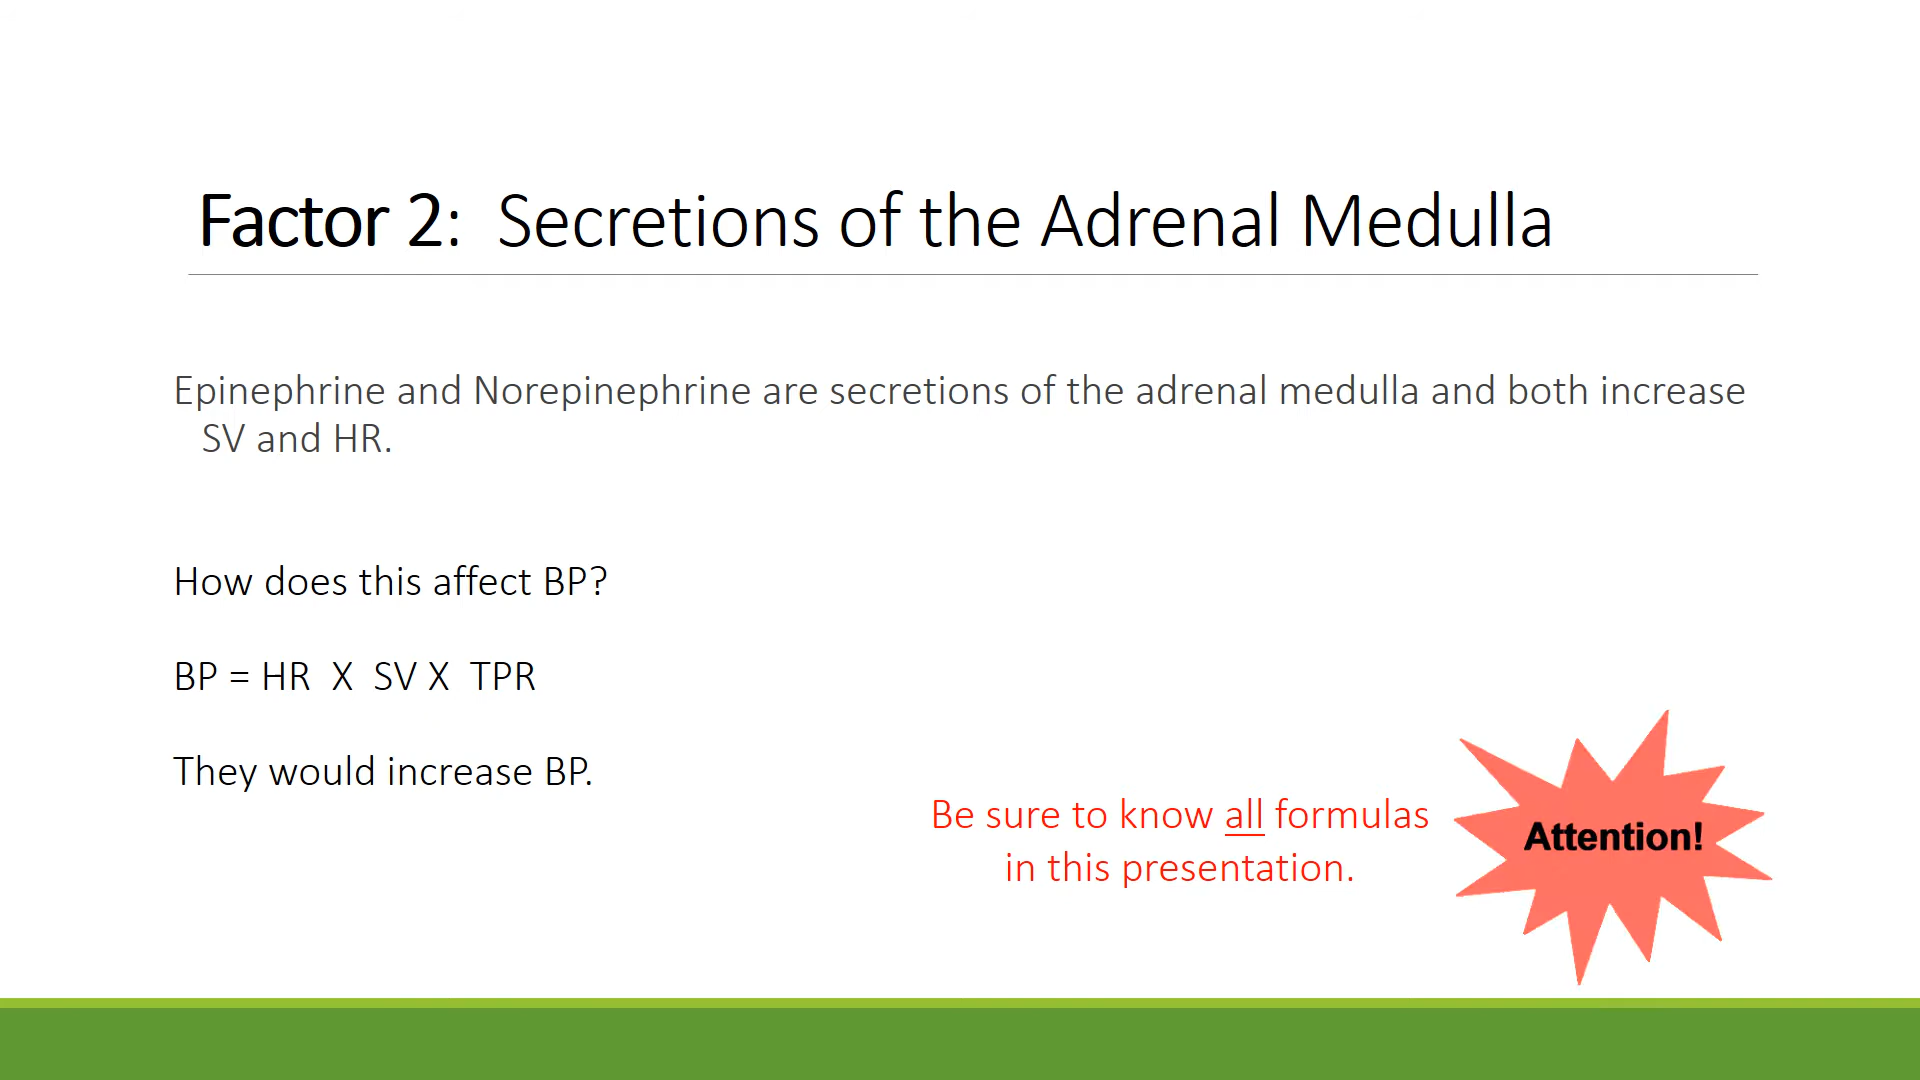 Factor 2: Secretions of the Adrenal Medulla
Epinephrine and Norepinephrine are secretions of the adrenal medulla and both increase
SV and HR.
How does this affect BP?
BP = HR X SV X TPR
They would increase BP.
Be sure to know all formulas
in this presentation.
Attention!